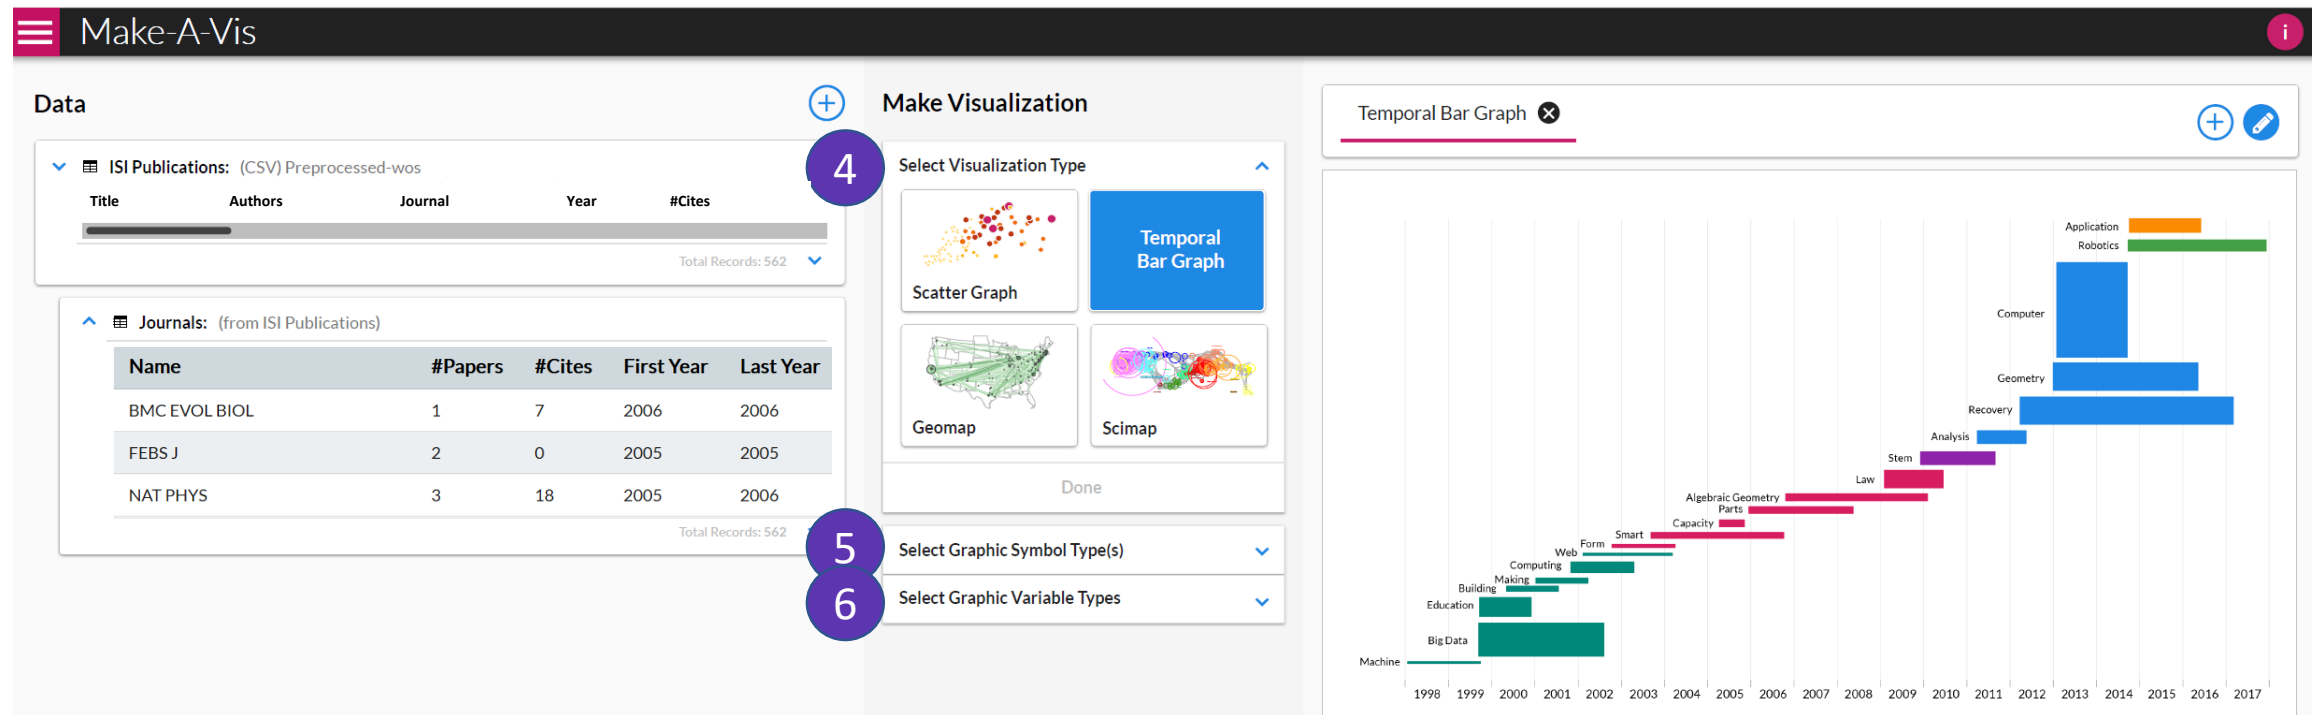 Make-A-Vis
i
Data
ISI Publications: (CSV) Preprocessed-wos
Title Authors Journal Year #Cites
Total Records: 562
Journals: (from ISI Publications)
Name #Papers #Cites First Year Last Year
BMC EVOL BIOL 1 7 2006 2006
FEBS J 2 0 2005 2005
NAT PHYS 3 18 2005 2006
Total Records: 562
Make Visualization
4
Select Visualization Type
Scatter Graph
Temporal
Bar Graph
Geomap
Scimap
Done
5
Select Graphic Symbol Type(s)
6
Select Graphic Variable Types
Temporal Bar Graph
Application
Robotics
Computer
Geometry
Recovery
Analysis
Stem
Law
Algebraic Geometry
Parts
Capacity
Smart
Form
Web
Computing
Making
Building
Education
Big Data
Machine
1998 1999 2000 2001 2002 2003 2004 2005 2006 2007 2008 2009 2010 2011 2012 2013 2014 2015 2016 2017